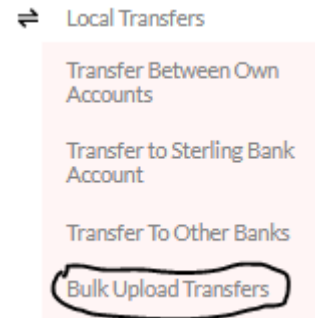 Local Transfers
Transfer Between Own
Accounts
Transfer to Sterling Bank
Account
Transfer To Other Banks
Bulk Upload Transfers